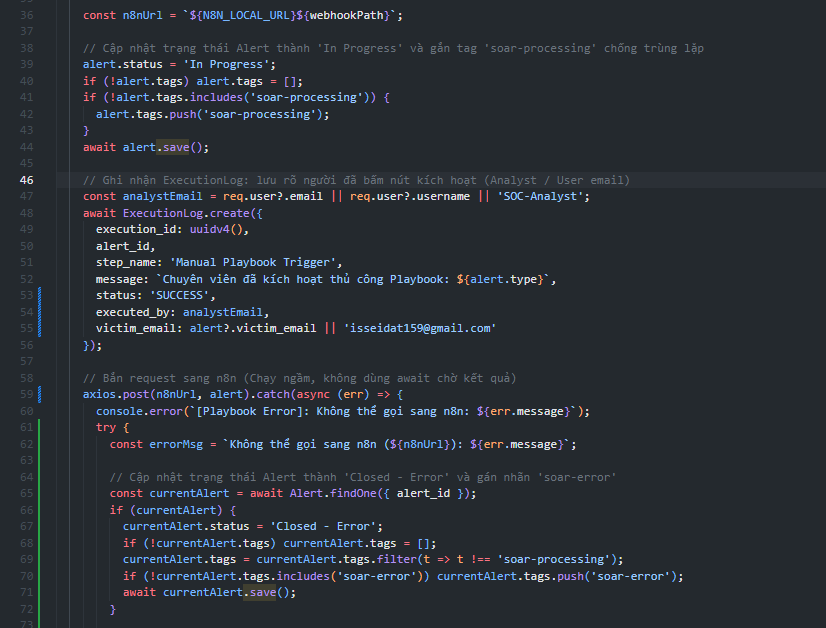 36 const n8nUrl = `${N8N_LOCAL_URL}${webhookPath}`;
37
38 // Cập nhật trạng thái Alert thành 'In Progress' và gắn tag 'soar-processing' chống trùng lặp
39 alert.status = 'In Progress';
40 if (!alert.tags) alert.tags = [];
41 if (!alert.tags.includes('soar-processing')) {
42 alert.tags.push('soar-processing');
43 }
44 await alert.save();
45
46 // Ghi nhận ExecutionLog: lưu rõ người đã bấm nút kích hoạt (Analyst / User email)
47 const analystEmail = req.user?.email || req.user?.username || 'SOC-Analyst';
48 await ExecutionLog.create({
49 execution_id: uuidv4(),
50 alert_id,
51 step_name: 'Manual Playbook Trigger',
52 message: `Chuyên viên đã kích hoạt thủ công Playbook: ${alert.type}`,
53 status: 'SUCCESS',
54 executed_by: analystEmail,
55 victim_email: alert?.victim_email || 'isseidat159@gmail.com'
56 });
57
58 // Bắn request sang n8n (Chạy ngầm, không dùng await chờ kết quả)
59 axios.post(n8nUrl, alert).catch(async (err) => {
60 console.error(`[Playbook Error]: Không thể gọi sang n8n: ${err.message}`);
61 try {
62 const errorMsg = `Không thể gọi sang n8n (${n8nUrl}): ${err.message}`;
63
64 // Cập nhật trạng thái Alert thành 'Closed - Error' và gán nhãn 'soar-error'
65 const currentAlert = await Alert.findOne({ alert_id });
66 if (currentAlert) {
67 currentAlert.status = 'Closed - Error';
68 if (!currentAlert.tags) currentAlert.tags = [];
69 currentAlert.tags = currentAlert.tags.filter(t => t !== 'soar-processing');
70 if (!currentAlert.tags.includes('soar-error')) currentAlert.tags.push('soar-error');
71 await currentAlert.save();
72 }
73